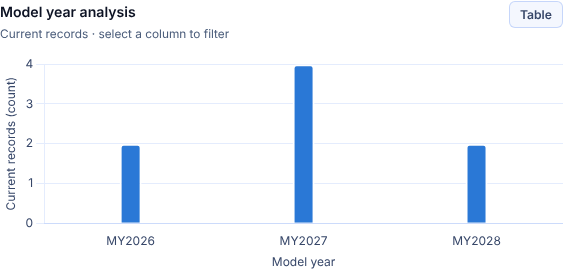 Model year analysis
Table
Current records · select a column to filter
Current records (count)
4
3
2
1
0
MY2026
MY2027
MY2028
Model year